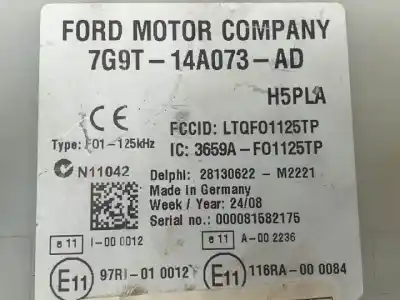 FORD MOTOR COMPANY
7G9T-14A073-AD
H5PLA
CE
FCCID: LTQFO1125TP
Type: F01-125kHz
IC: 3659A-FO1125TP
N11042
Delphi: 28130622 - M2221
Made in Germany
Week / Year: 24/08
Serial no.: 000081582175
e 11 I-00 0012
e 11 A-00 2236
E11 97RI-01 0012
E11 116RA-00 0084